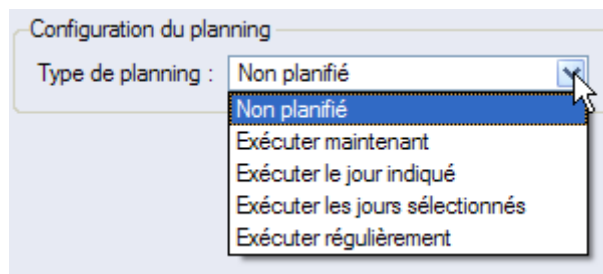 Configuration du planning
Type de planning : Non planifié
Non planifié
Exécuter maintenant
Exécuter le jour indiqué
Exécuter les jours sélectionnés
Exécuter régulièrement